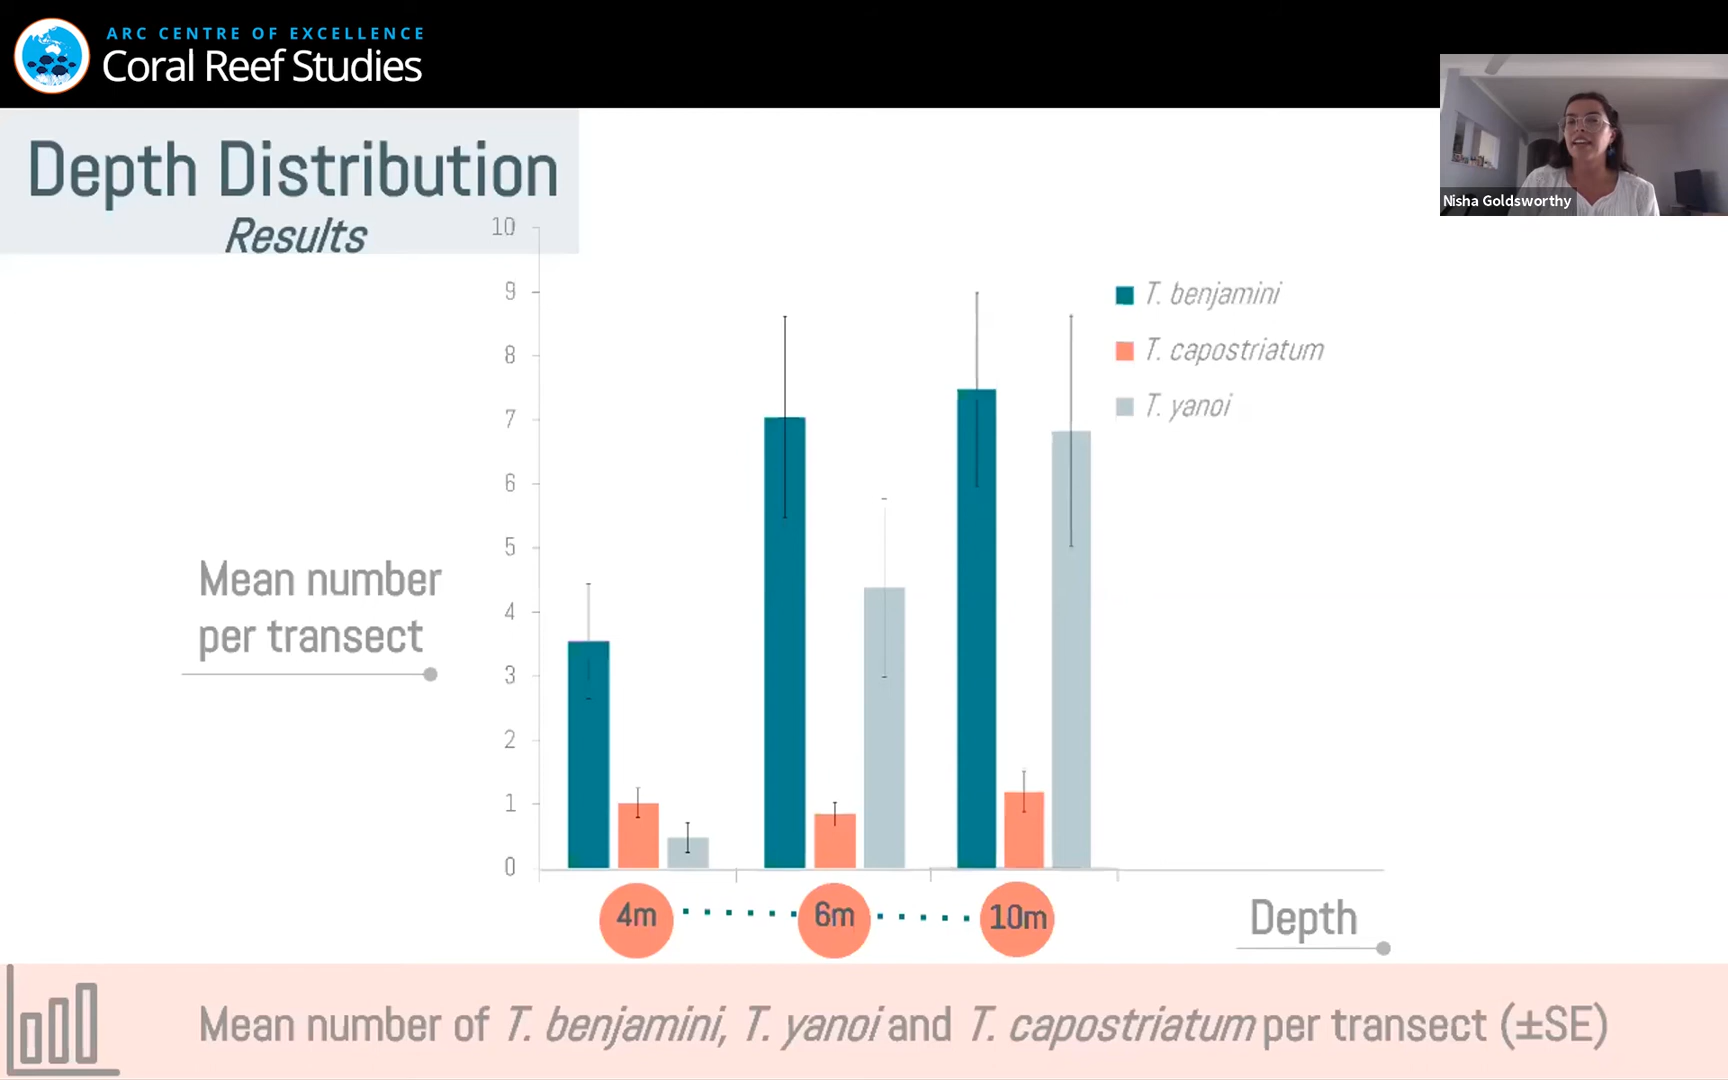 ARC CENTRE OF EXCELLENCE
Coral Reef Studies
Nisha Goldsworthy
Depth Distribution
Results
10
9
8
7
6
5
4
3
2
1
0
T. benjamini
T. capostriatum
T. yanoi
Mean number
per transect
4m
6m
10m
Depth
Mean number of T. benjamini, T. yanoi and T. capostriatum per transect (±SE)